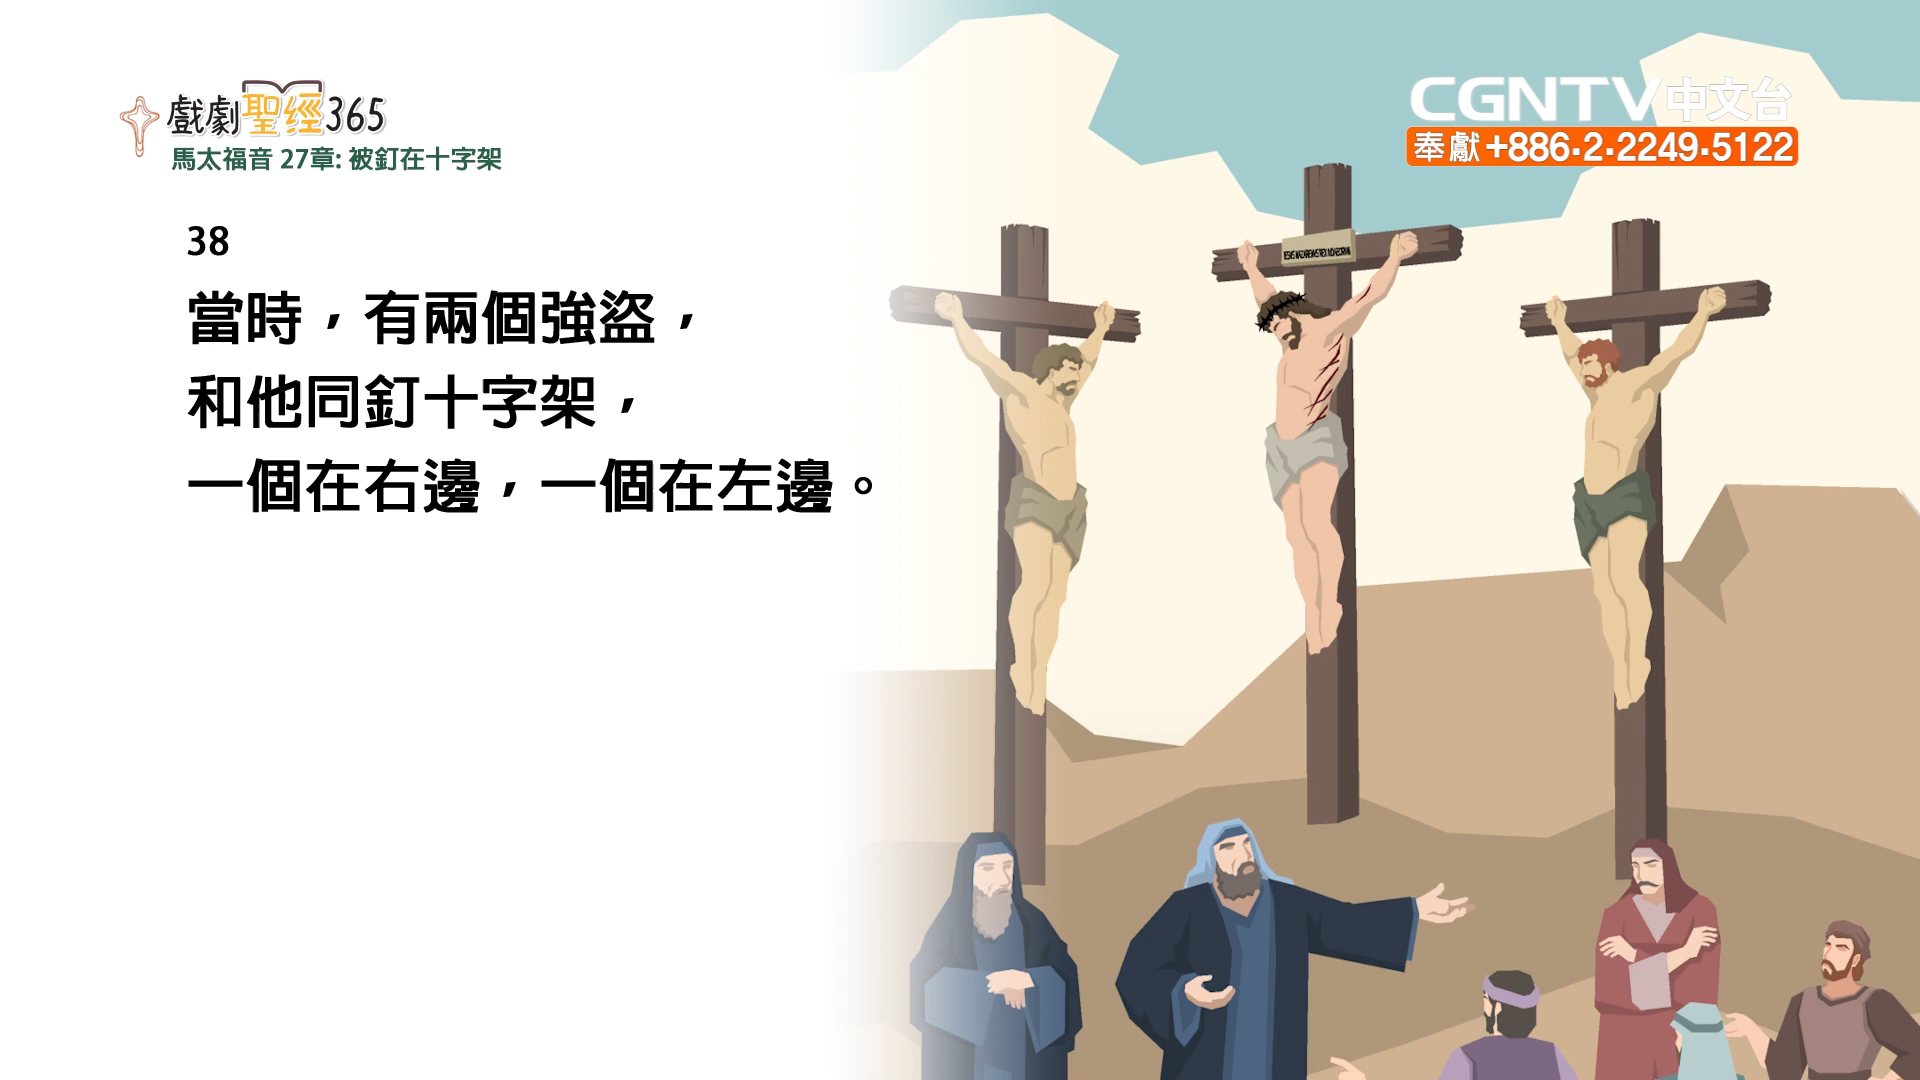 戲劇聖經365
馬太福音 27章: 被釘在十字架
CGNTV中文台
奉獻 +886-2-2249-5122
38
當時，有兩個強盜，
和他同釘十字架，
一個在右邊，一個在左邊。